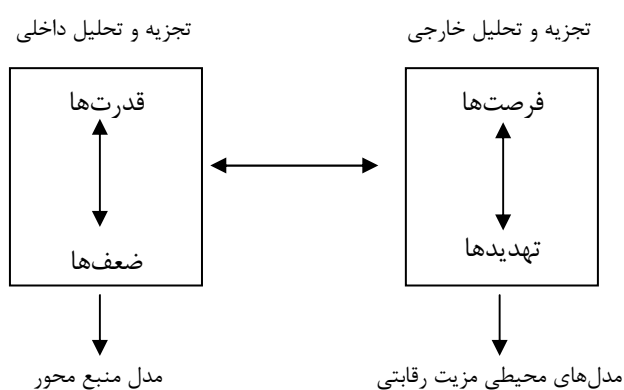 تجزیه و تحلیل خارجی
تجزیه و تحلیل داخلی
فرصت‌ها
قدرت‌ها
تهدیدها
ضعف‌ها
مدل‌های محیطی مزیت رقابتی
مدل منبع محور